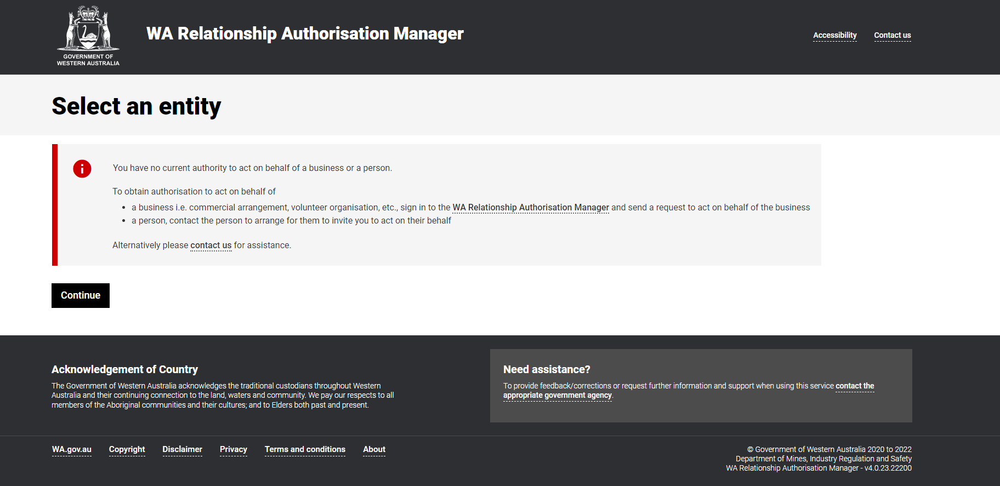 GOVERNMENT OF
WESTERN AUSTRALIA
WA Relationship Authorisation Manager
Accessibility
Contact us
Select an entity
You have no current authority to act on behalf of a business or a person.
To obtain authorisation to act on behalf of
• a business i.e. commercial arrangement, volunteer organisation, etc., sign in to the WA Relationship Authorisation Manager and send a request to act on behalf of the business
• a person, contact the person to arrange for them to invite you to act on their behalf
Alternatively please contact us for assistance.
Continue
Acknowledgement of Country
The Government of Western Australia acknowledges the traditional custodians throughout Western
Australia and their continuing connection to the land, waters and community. We pay our respects to all
members of the Aboriginal communities and their cultures; and to Elders both past and present.
Need assistance?
To provide feedback/corrections or request further information and support when using this service contact the
appropriate government agency.
WA.gov.au
Copyright
Disclaimer
Privacy
Terms and conditions
About
© Government of Western Australia 2020 to 2022
Department of Mines, Industry Regulation and Safety
WA Relationship Authorisation Manager - v4.0.23.22200